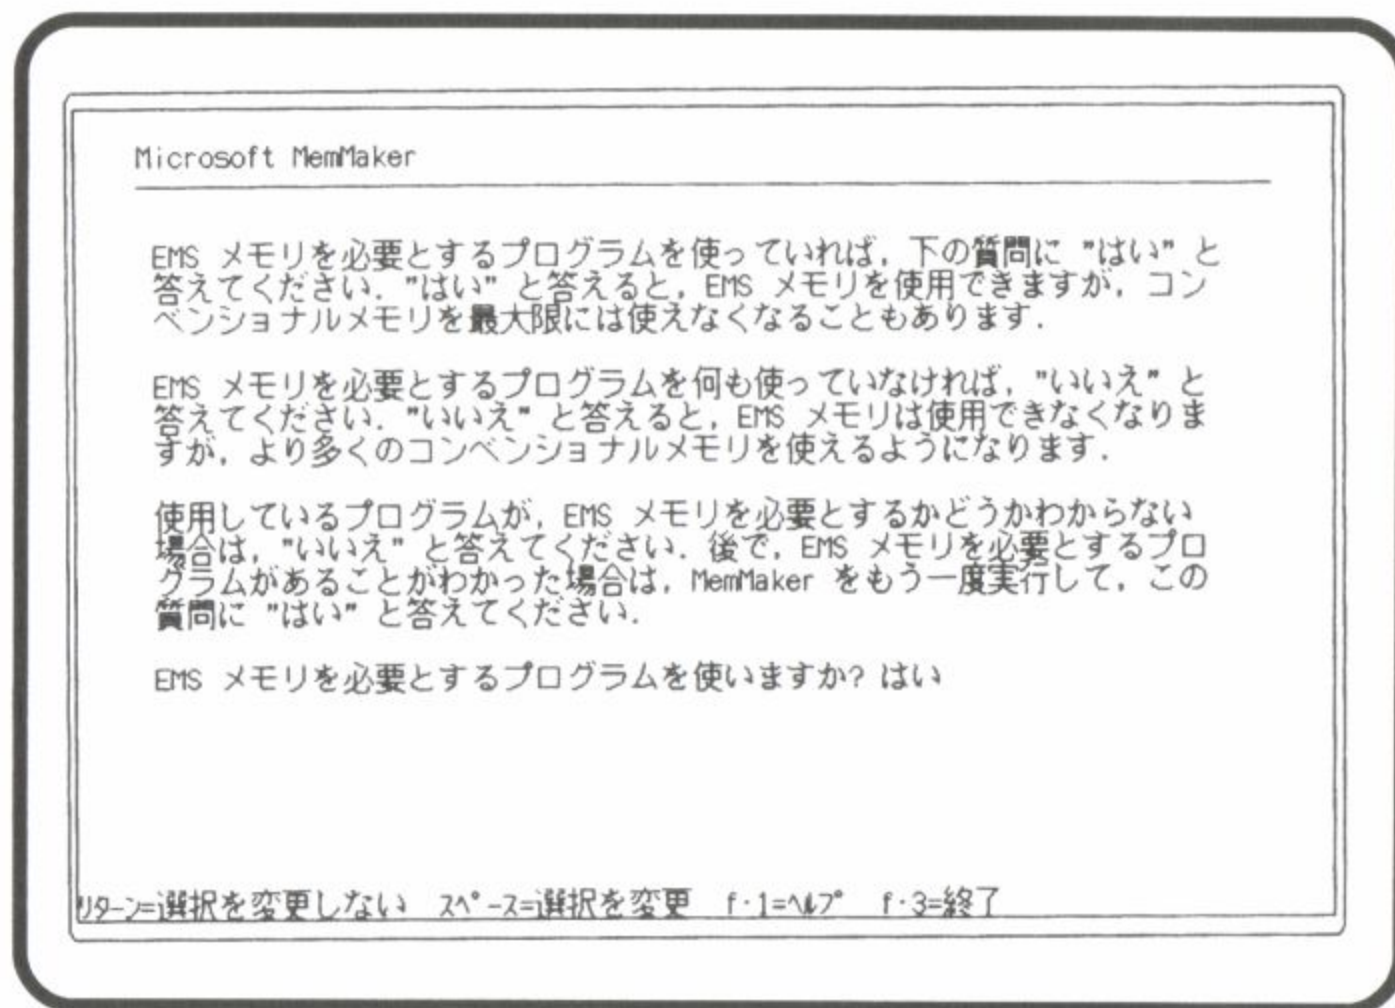 Microsoft MemMaker
EMS メモリを必要とするプログラムを使っていれば，下の質問に "はい" と
答えてください．"はい" と答えると，EMS メモリを使用できますが，コン
ベンショナルメモリを最大限には使えなくなることもあります．
EMS メモリを必要とするプログラムを何も使っていなければ，"いいえ" と
答えてください．"いいえ" と答えると，EMS メモリは使用できなくなりま
すが，より多くのコンベンショナルメモリを使えるようになります．
使用しているプログラムが，EMS メモリを必要とするかどうかわからない
場合は，"いいえ" と答えてください．後で，EMS メモリを必要とするプロ
グラムがあることがわかった場合は，MemMaker をもう一度実行して，この
質問に "はい" と答えてください．
EMS メモリを必要とするプログラムを使いますか? はい
ﾘﾀｰﾝ=選択を変更しない ｽﾍﾟｰｽ=選択を変更 f･1=ﾍﾙﾌﾟ f･3=終了